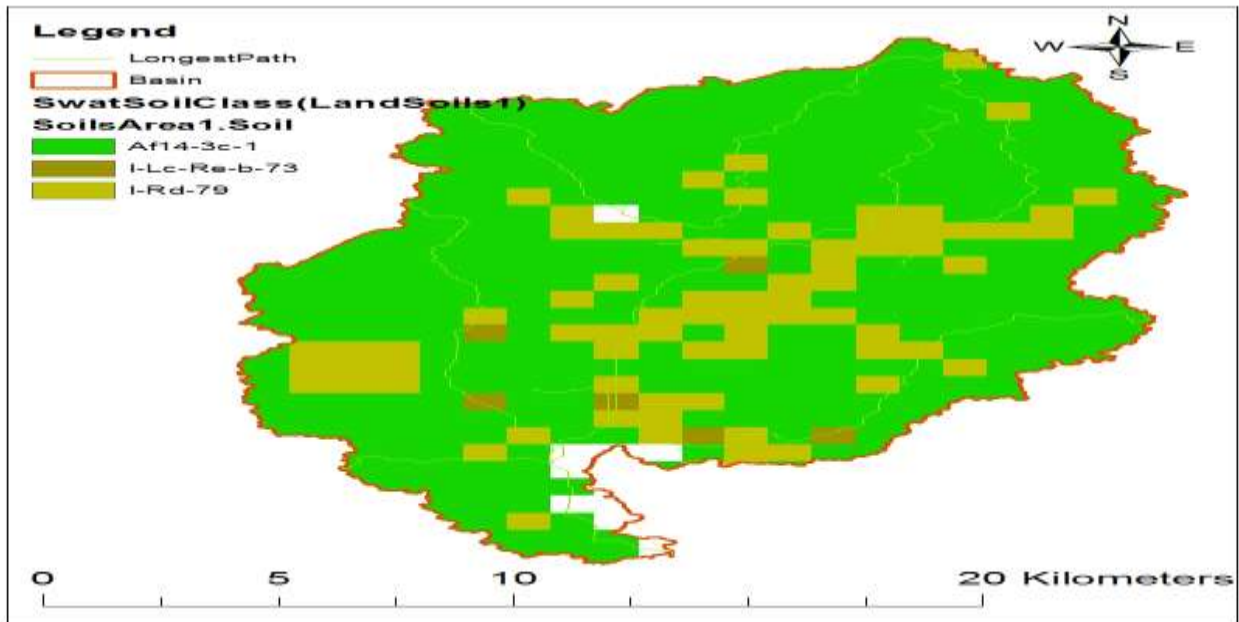 Legend
LongestPath
Basin
SwatSoilClass(LandSoils1)
SoilsArea1.Soil
Af14-3c-1
I-Lc-Re-b-73
I-Rd-79
N
W E
S
0 5 10 20 Kilometers